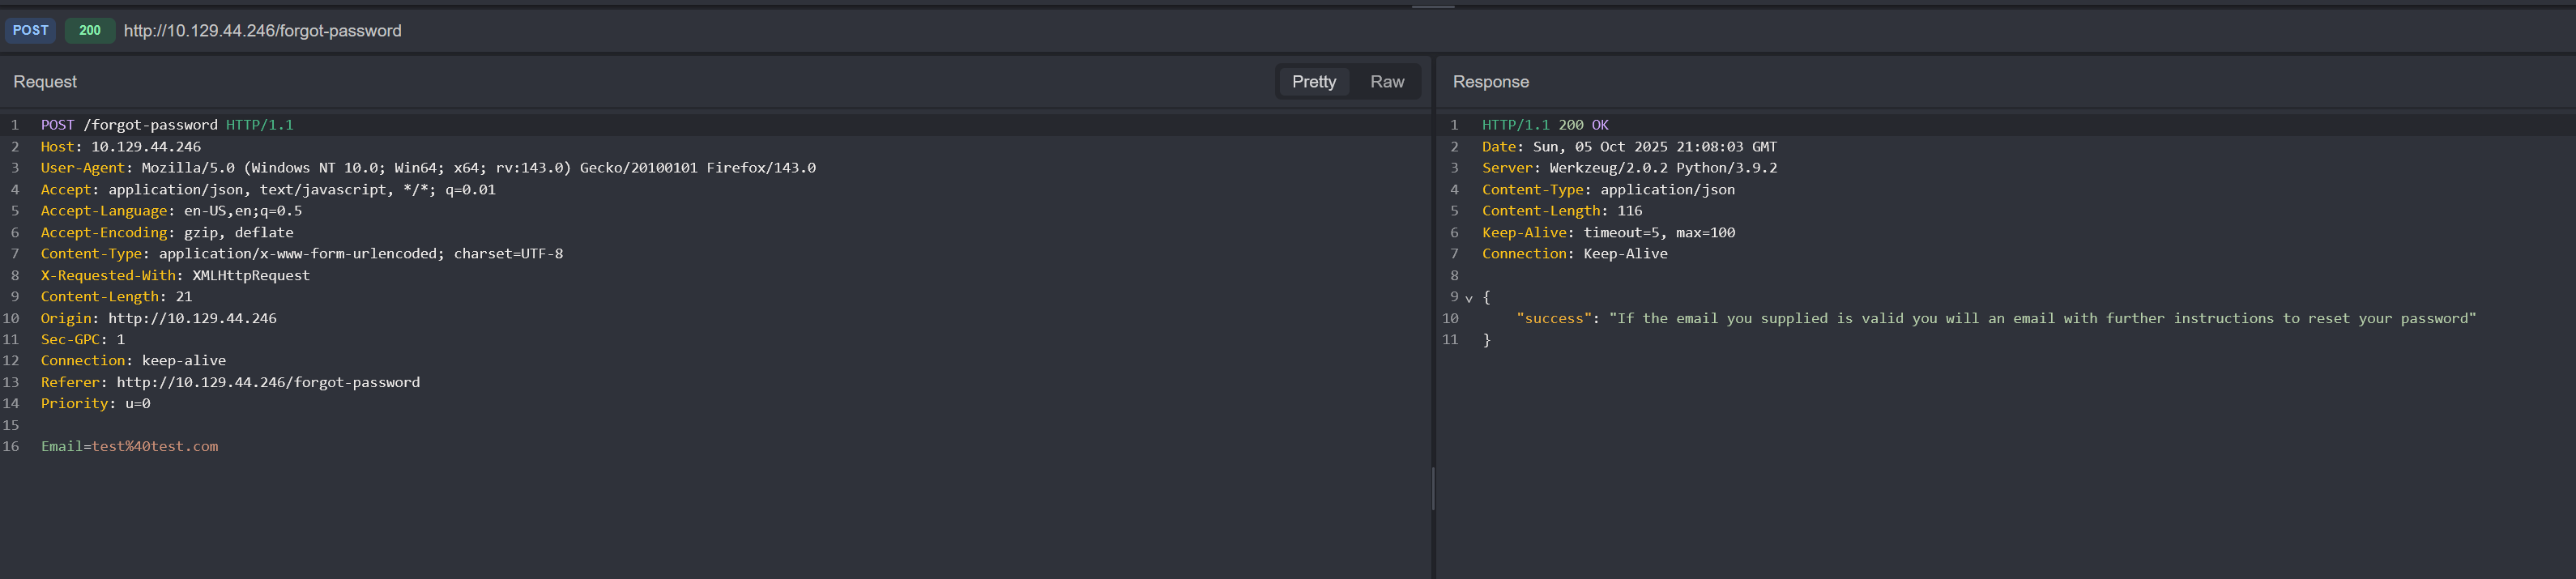 POST 200 http://10.129.44.246/forgot-password
Request Pretty Raw
1 POST /forgot-password HTTP/1.1
2 Host: 10.129.44.246
3 User-Agent: Mozilla/5.0 (Windows NT 10.0; Win64; x64; rv:143.0) Gecko/20100101 Firefox/143.0
4 Accept: application/json, text/javascript, */*; q=0.01
5 Accept-Language: en-US,en;q=0.5
6 Accept-Encoding: gzip, deflate
7 Content-Type: application/x-www-form-urlencoded; charset=UTF-8
8 X-Requested-With: XMLHttpRequest
9 Content-Length: 21
10 Origin: http://10.129.44.246
11 Sec-GPC: 1
12 Connection: keep-alive
13 Referer: http://10.129.44.246/forgot-password
14 Priority: u=0
15
16 Email=test%40test.com
Response
1 HTTP/1.1 200 OK
2 Date: Sun, 05 Oct 2025 21:08:03 GMT
3 Server: Werkzeug/2.0.2 Python/3.9.2
4 Content-Type: application/json
5 Content-Length: 116
6 Keep-Alive: timeout=5, max=100
7 Connection: Keep-Alive
8
9 {
10 "success": "If the email you supplied is valid you will an email with further instructions to reset your password"
11 }